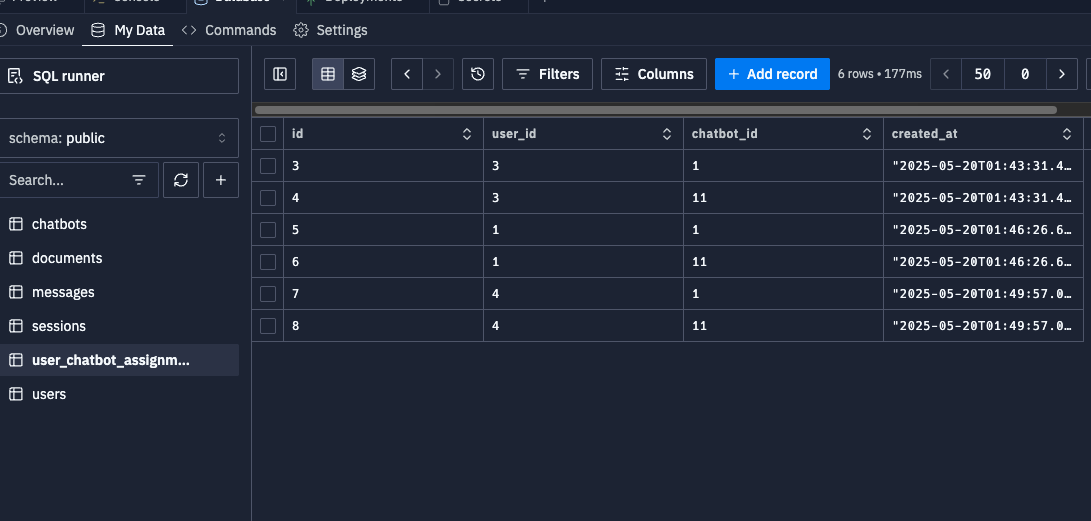 Overview My Data Commands Settings
SQL runner
Filters Columns + Add record 6 rows • 177ms 50 0
schema: public
Search...
id user_id chatbot_id created_at
3 3 1 "2025-05-20T01:43:31.4…
4 3 11 "2025-05-20T01:43:31.4…
5 1 1 "2025-05-20T01:46:26.6…
6 1 11 "2025-05-20T01:46:26.6…
7 4 1 "2025-05-20T01:49:57.0…
8 4 11 "2025-05-20T01:49:57.0…
chatbots
documents
messages
sessions
user_chatbot_assignm...
users